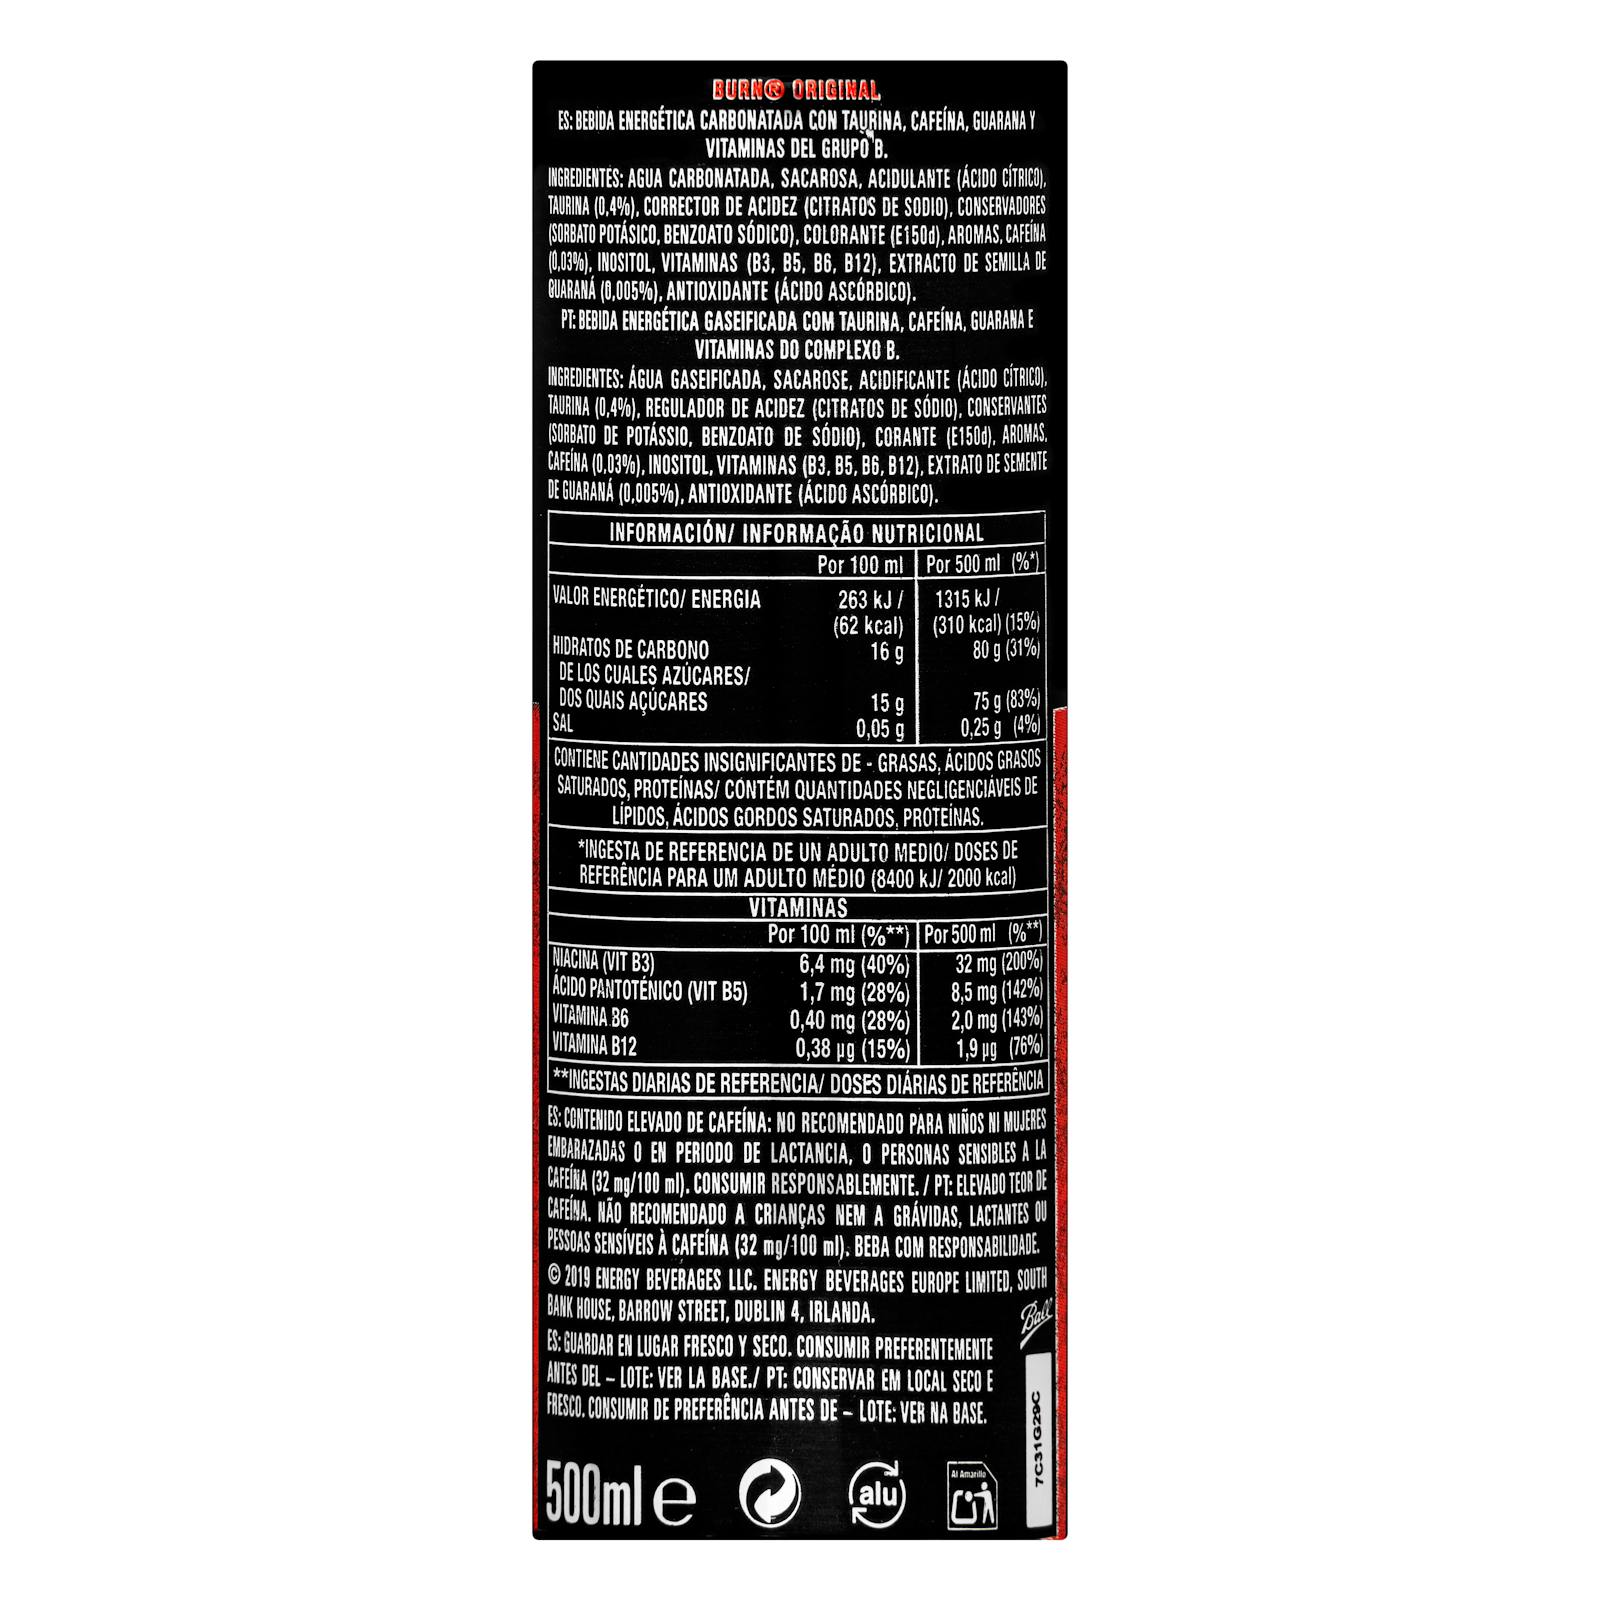 BURN® ORIGINAL
ES: BEBIDA ENERGÉTICA CARBONATADA CON TAURINA, CAFEÍNA, GUARANA Y
VITAMINAS DEL GRUPO B.
INGREDIENTES: AGUA CARBONATADA, SACAROSA, ACIDULANTE (ÁCIDO CÍTRICO),
TAURINA (0,4%), CORRECTOR DE ACIDEZ (CITRATOS DE SODIO), CONSERVADORES
(SORBATO POTÁSICO, BENZOATO SÓDICO), COLORANTE (E150d), AROMAS, CAFEÍNA
(0,03%), INOSITOL, VITAMINAS (B3, B5, B6, B12), EXTRACTO DE SEMILLA DE
GUARANÁ (0,005%), ANTIOXIDANTE (ÁCIDO ASCÓRBICO).
PT: BEBIDA ENERGÉTICA GASEIFICADA COM TAURINA, CAFEÍNA, GUARANA E
VITAMINAS DO COMPLEXO B.
INGREDIENTES: ÁGUA GASEIFICADA, SACAROSE, ACIDIFICANTE (ÁCIDO CÍTRICO),
TAURINA (0,4%), REGULADOR DE ACIDEZ (CITRATOS DE SÓDIO), CONSERVANTES
(SORBATO DE POTÁSSIO, BENZOATO DE SÓDIO), CORANTE (E150d), AROMAS,
CAFEÍNA (0,03%), INOSITOL, VITAMINAS (B3, B5, B6, B12), EXTRATO DE SEMENTE
DE GUARANÁ (0,005%), ANTIOXIDANTE (ÁCIDO ASCÓRBICO).
INFORMACIÓN/ INFORMAÇÃO NUTRICIONAL
Por 100 ml Por 500 ml (%*)
VALOR ENERGÉTICO/ ENERGIA 263 kJ / 1315 kJ /
(62 kcal) (310 kcal) (15%)
HIDRATOS DE CARBONO 16 g 80 g (31%)
DE LOS CUALES AZÚCARES/
DOS QUAIS AÇÚCARES 15 g 75 g (83%)
SAL 0,05 g 0,25 g (4%)
CONTIENE CANTIDADES INSIGNIFICANTES DE - GRASAS, ÁCIDOS GRASOS
SATURADOS, PROTEÍNAS/ CONTÉM QUANTIDADES NEGLIGENCIÁVEIS DE
LÍPIDOS, ÁCIDOS GORDOS SATURADOS, PROTEÍNAS.
*INGESTA DE REFERENCIA DE UN ADULTO MEDIO/ DOSES DE
REFERÊNCIA PARA UM ADULTO MÉDIO (8400 kJ/ 2000 kcal)
VITAMINAS
Por 100 ml (%**) Por 500 ml (%**)
NIACINA (VIT B3) 6,4 mg (40%) 32 mg (200%)
ÁCIDO PANTOTÉNICO (VIT B5) 1,7 mg (28%) 8,5 mg (142%)
VITAMINA B6 0,40 mg (28%) 2,0 mg (143%)
VITAMINA B12 0,38 µg (15%) 1,9 µg (76%)
**INGESTAS DIARIAS DE REFERENCIA/ DOSES DIÁRIAS DE REFERÊNCIA
ES: CONTENIDO ELEVADO DE CAFEÍNA: NO RECOMENDADO PARA NIÑOS NI MUJERES
EMBARAZADAS O EN PERIODO DE LACTANCIA, O PERSONAS SENSIBLES A LA
CAFEÍNA (32 mg/100 ml). CONSUMIR RESPONSABLEMENTE. / PT: ELEVADO TEOR DE
CAFEÍNA. NÃO RECOMENDADO A CRIANÇAS NEM A GRÁVIDAS, LACTANTES OU
PESSOAS SENSÍVEIS À CAFEÍNA (32 mg/100 ml). BEBA COM RESPONSABILIDADE.
© 2019 ENERGY BEVERAGES LLC. ENERGY BEVERAGES EUROPE LIMITED, SOUTH
BANK HOUSE, BARROW STREET, DUBLIN 4, IRLANDA.
Ball
ES: GUARDAR EN LUGAR FRESCO Y SECO. CONSUMIR PREFERENTEMENTE
ANTES DEL – LOTE: VER LA BASE./ PT: CONSERVAR EM LOCAL SECO E
FRESCO. CONSUMIR DE PREFERÊNCIA ANTES DE – LOTE: VER NA BASE.
7C31G29C
500ml e
alu
Al Amarillo